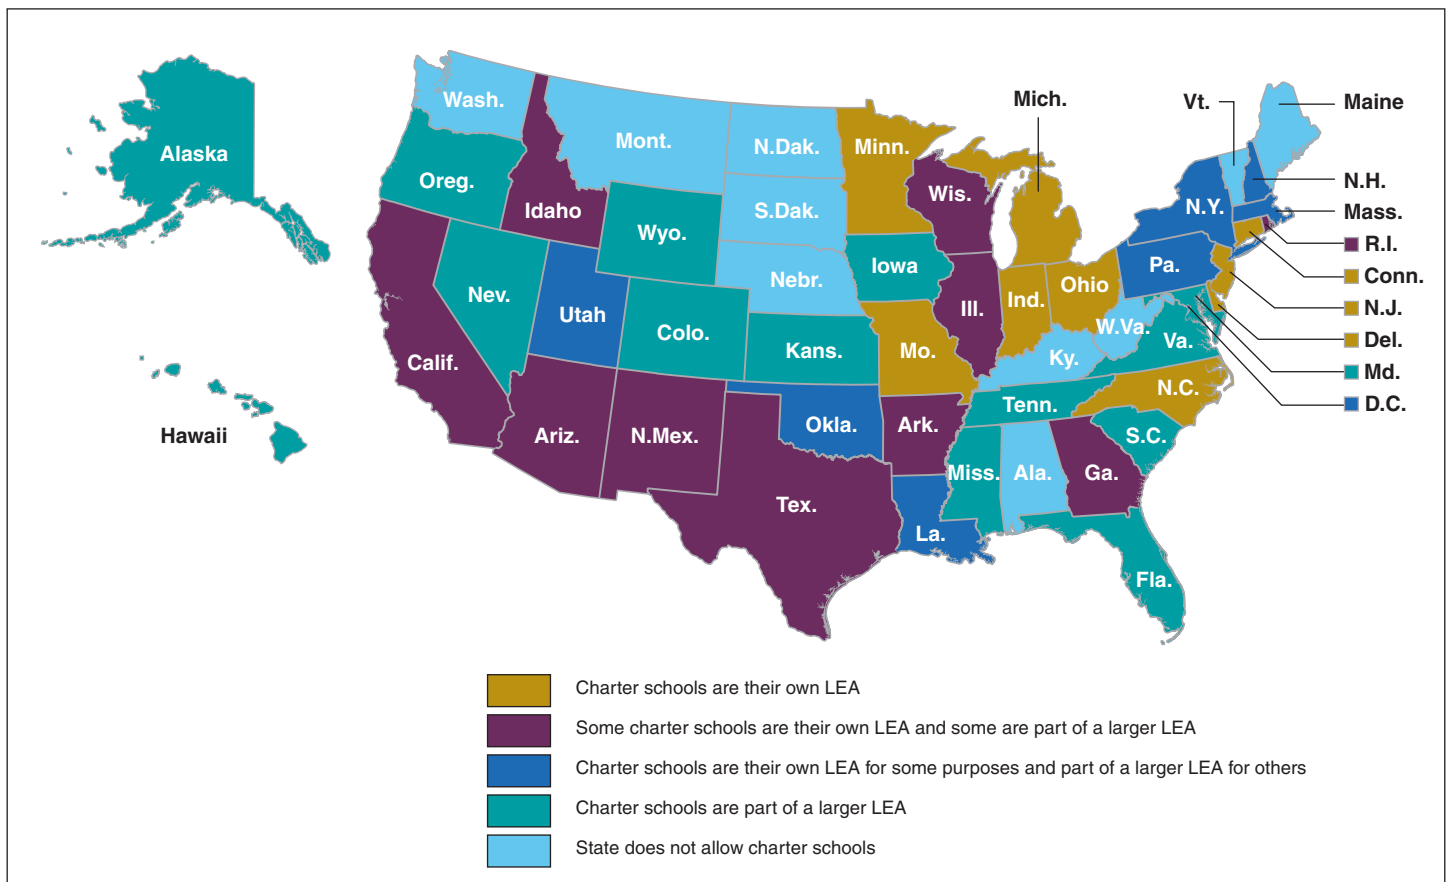 Mich.
Vt.
Maine
Wash.
Mont.
N.Dak.
Minn.
Alaska
Oreg.
Idaho
Wis.
N.H.
S.Dak.
N.Y.
Mass.
Wyo.
R.I.
Iowa
Pa.
Conn.
Nev.
Nebr.
Ohio
Ind.
Ill.
N.J.
Utah
W.Va.
Colo.
Del.
Kans.
Mo.
Va.
Ky.
Calif.
Md.
N.C.
Tenn.
D.C.
Hawaii
Ariz.
N.Mex.
Okla.
Ark.
S.C.
Miss.
Ala.
Ga.
Tex.
La.
Fla.
Charter schools are their own LEA
Some charter schools are their own LEA and some are part of a larger LEA
Charter schools are their own LEA for some purposes and part of a larger LEA for others
Charter schools are part of a larger LEA
State does not allow charter schools